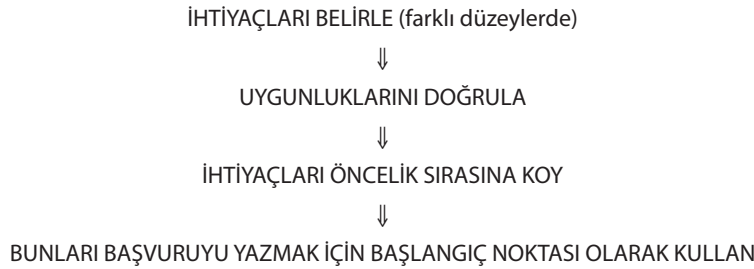 İHTİYAÇLARI BELİRLE (farklı düzeylerde)
⇓
UYGUNLUKLARINI DOĞRULA
⇓
İHTİYAÇLARI ÖNCELİK SIRASINA KOY
⇓
BUNLARI BAŞVURUYU YAZMAK İÇİN BAŞLANGIÇ NOKTASI OLARAK KULLAN